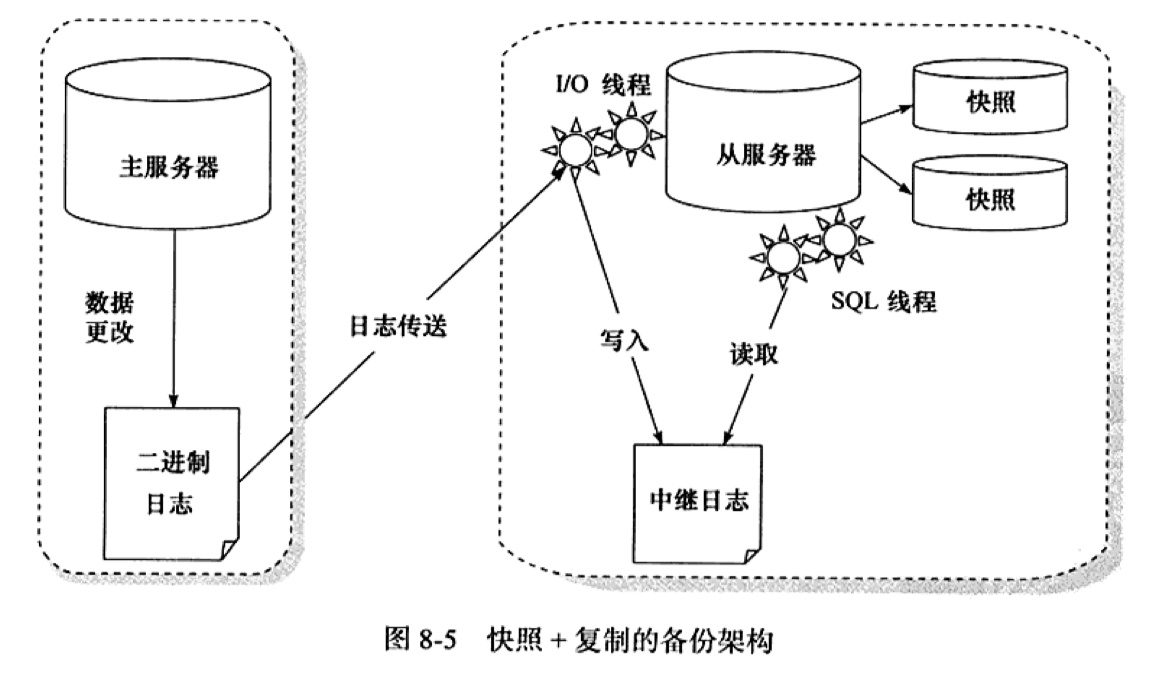 主服务器
数据
更改
二进制
日志
日志传送
I/O 线程
从服务器
快照
快照
SQL 线程
写入
读取
中继日志
图 8-5 快照 + 复制的备份架构